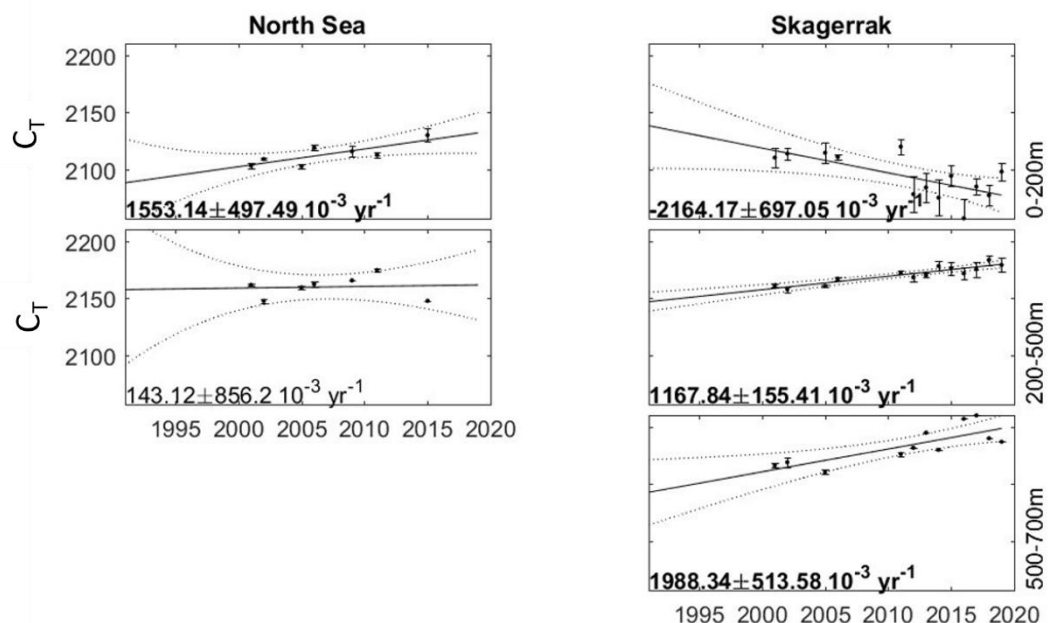 North Sea
Skagerrak
2200
2150
2100
C_T
1553.14±497.49 10^-3 yr^-1
-2164.17±697.05 10^-3 yr^-1
0-200m
2200
2150
2100
C_T
143.12±856.2 10^-3 yr^-1
1167.84±155.41 10^-3 yr^-1
200-500m
1995 2000 2005 2010 2015 2020
1988.34±513.58 10^-3 yr^-1
500-700m
1995 2000 2005 2010 2015 2020